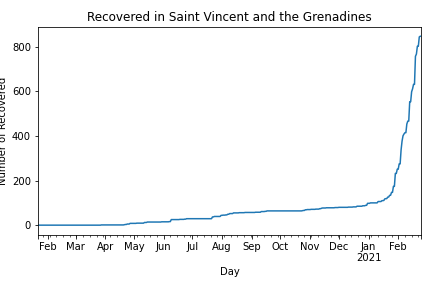 Recovered in Saint Vincent and the Grenadines
Number of Recovered
800
600
400
200
0
Feb Mar Apr May Jun Jul Aug Sep Oct Nov Dec Jan Feb
2021
Day